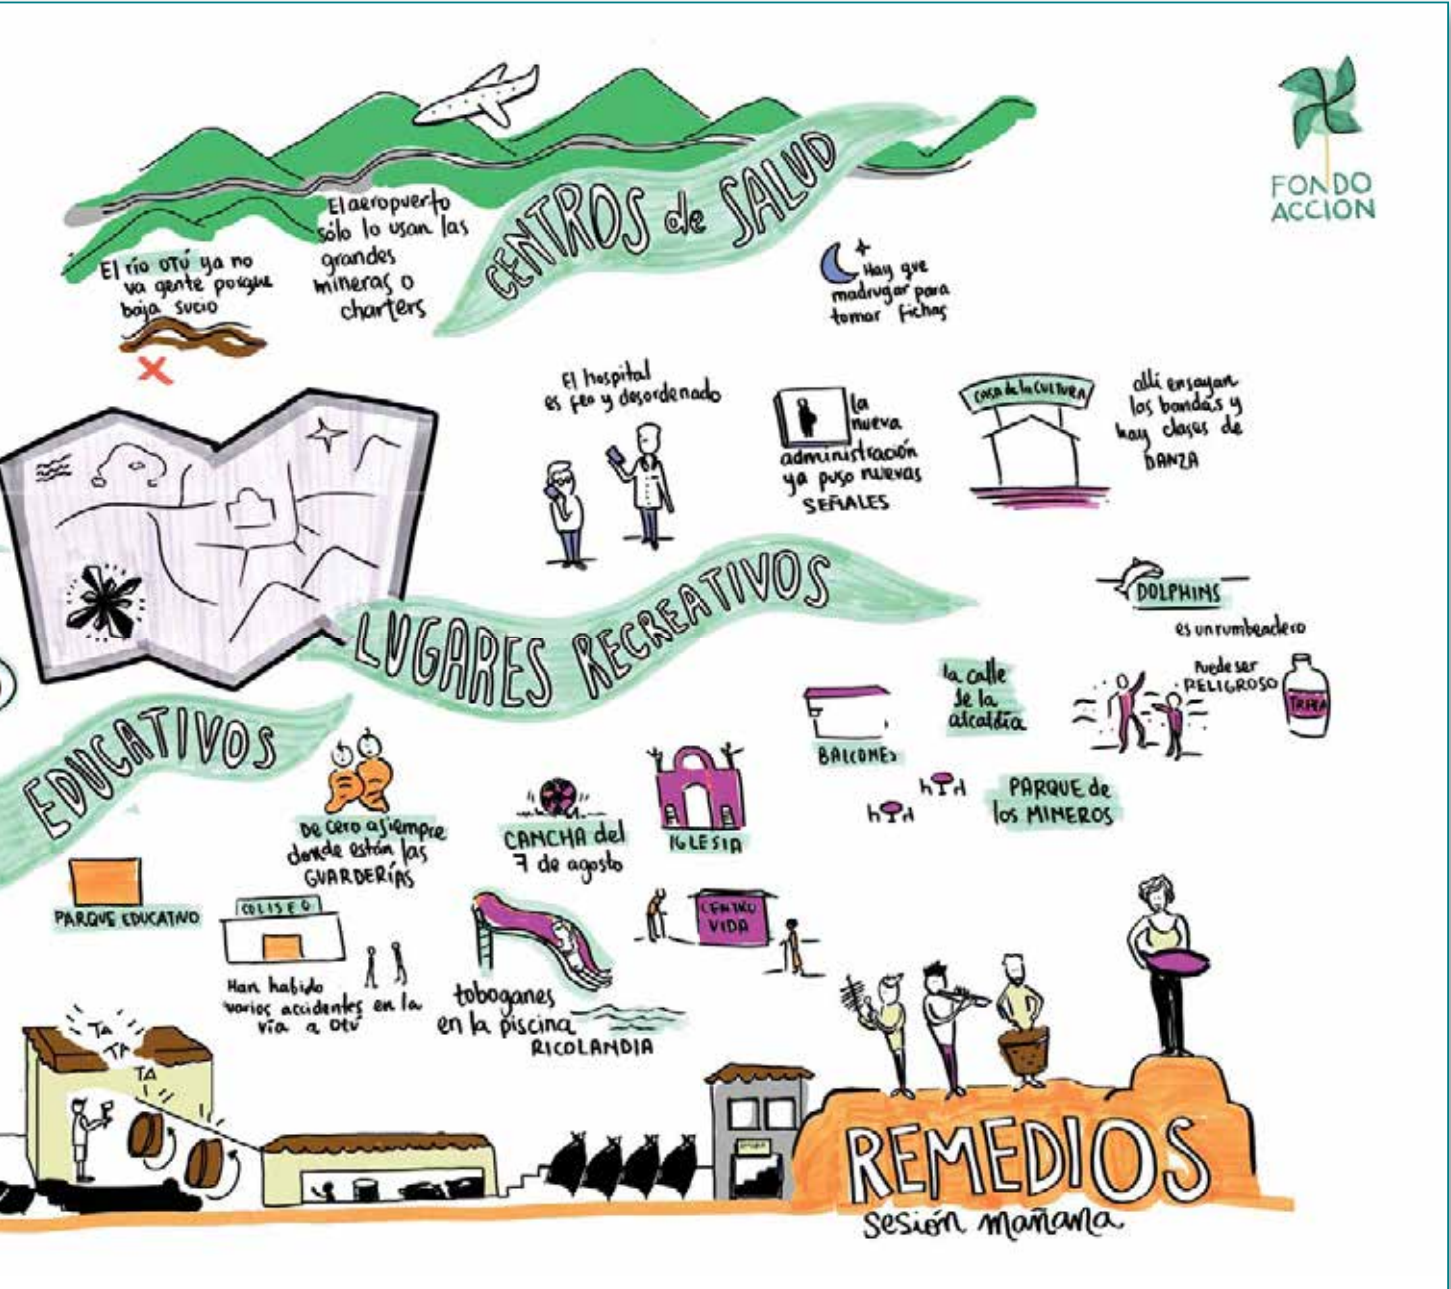 FONDO
ACCION
CENTROS de SALUD
El aeropuerto
sólo lo usan las
grandes
mineras o
charters
El río OTÚ ya no
va gente porque
baja sucio
Hay que
madrugar para
tomar fichas
El hospital
es feo y desordenado
la
nueva
administración
ya puso nuevas
SEÑALES
CASA de la CULTURA
allí ensayan
las bandas y
hay clases de
DANZA
LUGARES RECREATIVOS
DOLPHINS
es un rumbeadero
Puede ser
PELIGROSO
la calle
de la
alcaldía
BALCONES
PARQUE de
los MINEROS
EDUCATIVOS
De cero a siempre
donde están las
GUARDERÍAS
CANCHA del
7 de agosto
IGLESIA
PARQUE EDUCATIVO
COLISEO
Han habido
varios accidentes en la
vía a Otú
toboganes
en la piscina
RICOLANDIA
CENTRO
VIDA
TA
TA
TA
REMEDIOS
sesión mañana